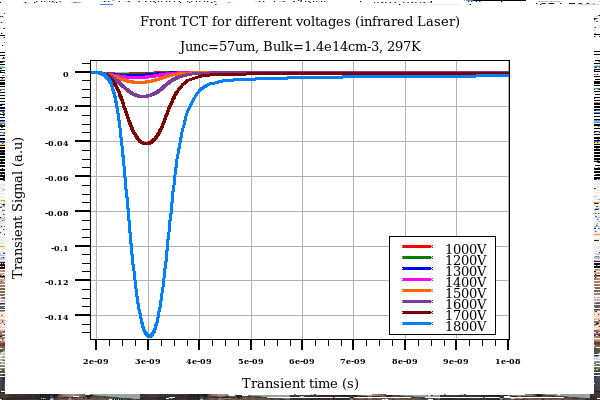 Front TCT for different voltages (infrared Laser)
Junc=57um, Bulk=1.4e14cm-3, 297K
Transient Signal (a.u)
0
-0.02
-0.04
-0.06
-0.08
-0.1
-0.12
-0.14
1000V
1200V
1300V
1400V
1500V
1600V
1700V
1800V
2e-09 3e-09 4e-09 5e-09 6e-09 7e-09 8e-09 9e-09 1e-08
Transient time (s)